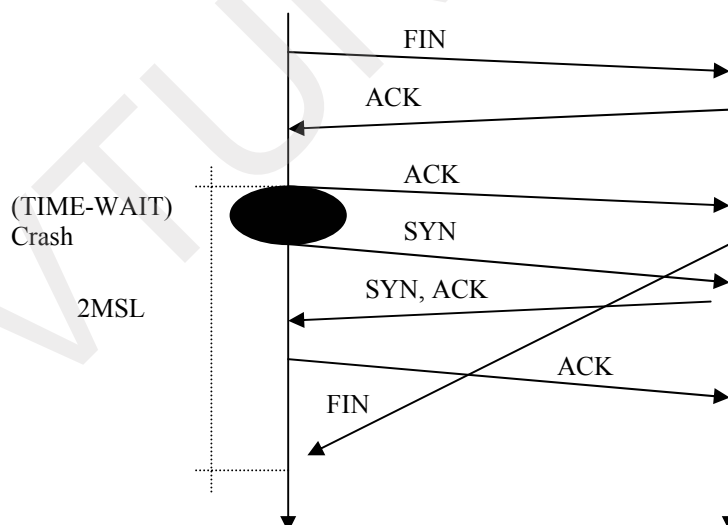 FIN
ACK
ACK
(TIME-WAIT)
Crash
SYN
SYN, ACK
2MSL
ACK
FIN